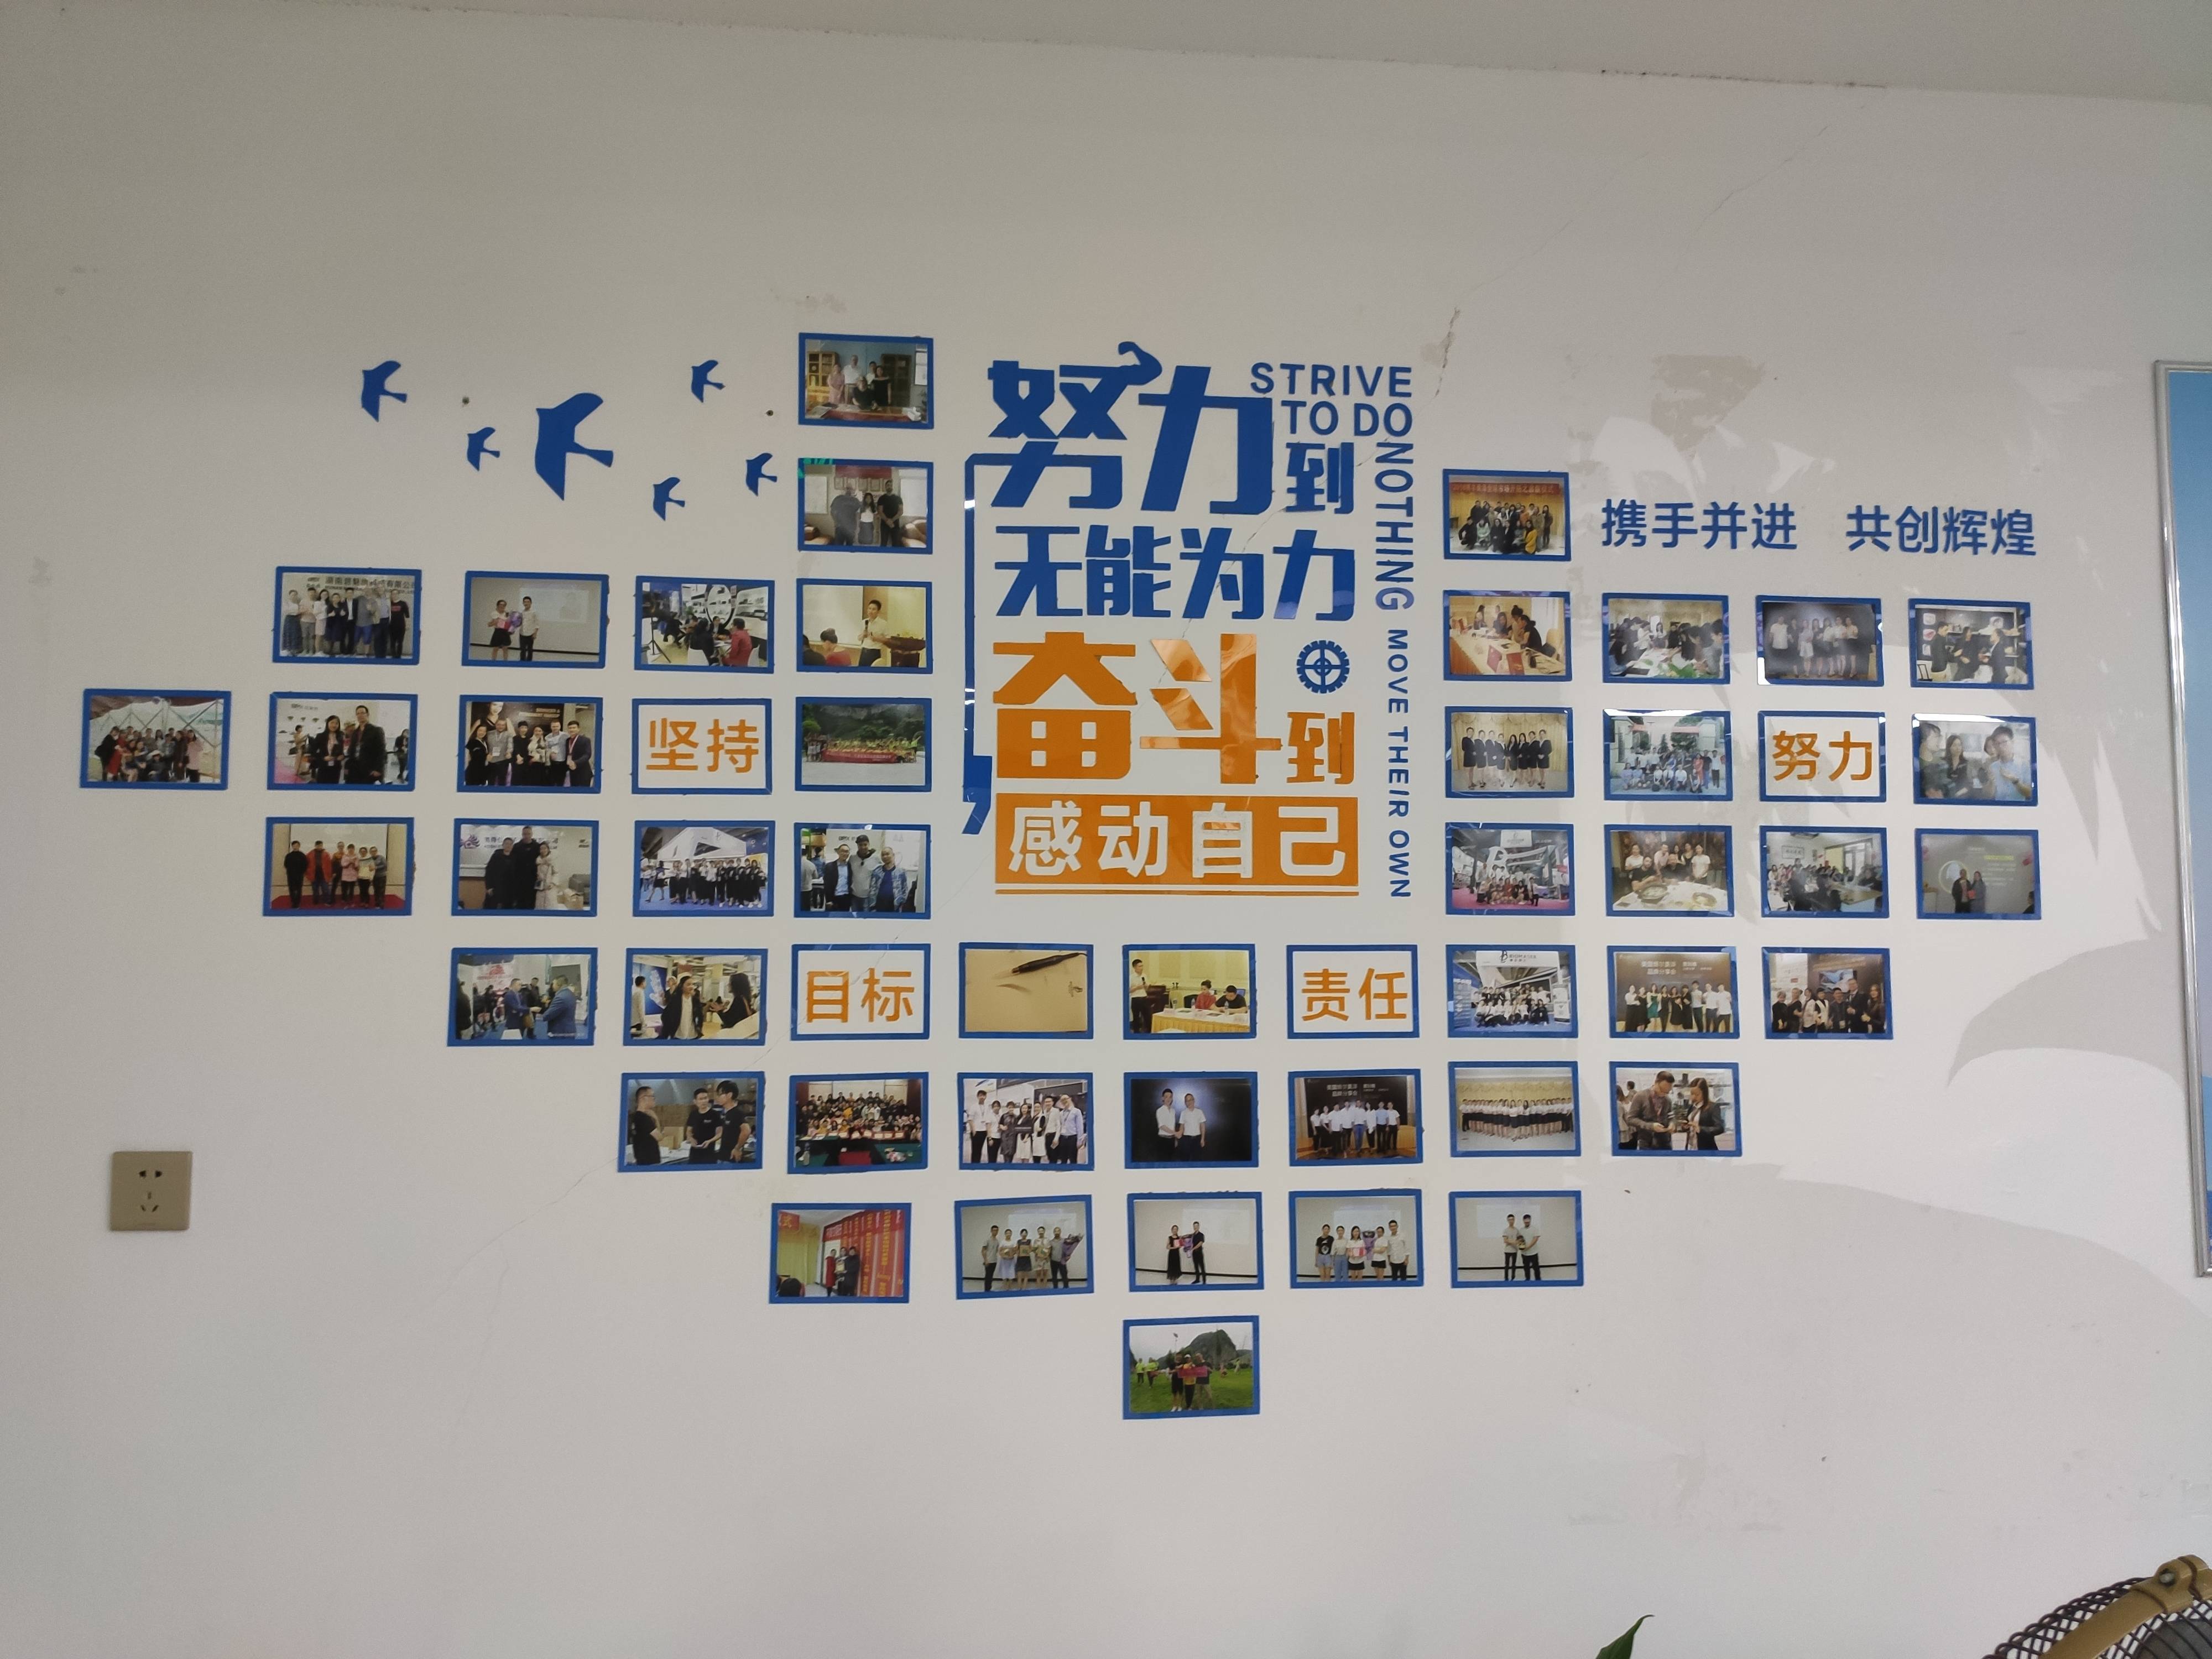 努力到
无能为力
奋斗到
感动自己
STRIVE
TO DO
NOTHING MOVE THEIR OWN
携手并进 共创辉煌
坚持
努力
目标
责任